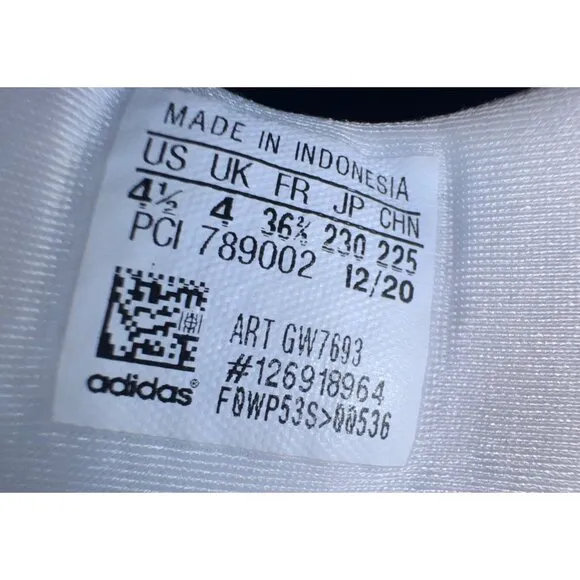 MADE IN INDONESIA
US UK FR JP CHN
4½ 4 36⅔ 230 225
PCI 789002 12/20
ART GW7693
#126918964
adidas® F0WP53S>00536